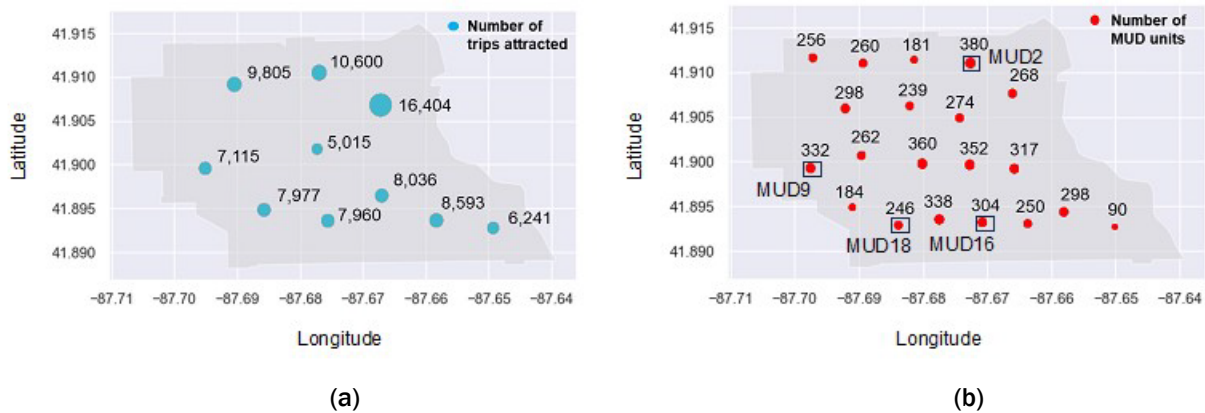 Number of
trips attracted
41.915
41.910
41.905
41.900
41.895
41.890
Latitude
9,805
10,600
16,404
5,015
7,115
8,036
7,977
7,960
8,593
6,241
−87.71 −87.70 −87.69 −87.68 −87.67 −87.66 −87.65 −87.64
Longitude
(a)
Number of
MUD units
41.915
41.910
41.905
41.900
41.895
41.890
Latitude
256
260
181
380
MUD2
268
298
239
274
332
262
360
352
317
MUD9
184
246
338
304
250
298
90
MUD18
MUD16
−87.71 −87.70 −87.69 −87.68 −87.67 −87.66 −87.65 −87.64
Longitude
(b)